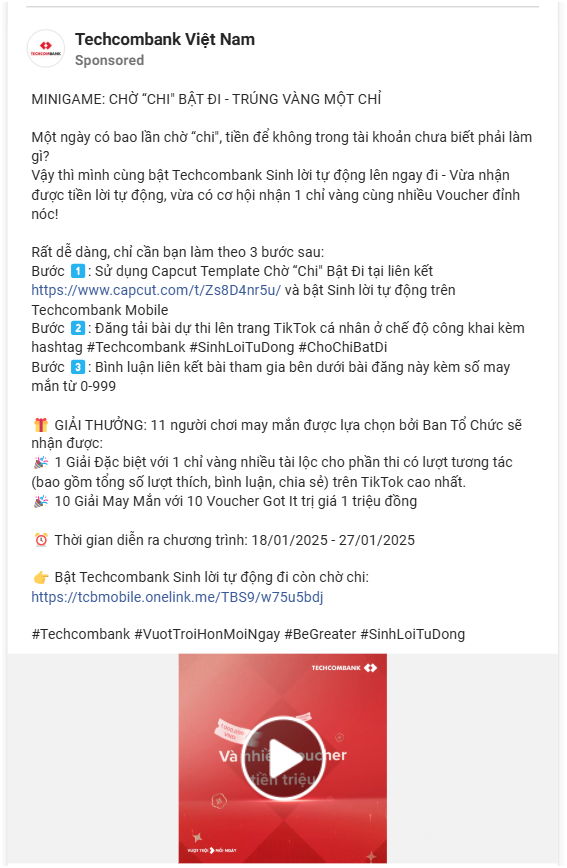 Techcombank Việt Nam
Sponsored
TECHCOMBANK
MINIGAME: CHỜ “CHI" BẬT ĐI - TRÚNG VÀNG MỘT CHỈ
Một ngày có bao lần chờ “chi", tiền để không trong tài khoản chưa biết phải làm
gì?
Vậy thì mình cùng bật Techcombank Sinh lời tự động lên ngay đi - Vừa nhận
được tiền lời tự động, vừa có cơ hội nhận 1 chỉ vàng cùng nhiều Voucher đỉnh
nóc!
Rất dễ dàng, chỉ cần bạn làm theo 3 bước sau:
Bước 1️⃣: Sử dụng Capcut Template Chờ “Chi" Bật Đi tại liên kết
https://www.capcut.com/t/Zs8D4nr5u/ và bật Sinh lời tự động trên
Techcombank Mobile
Bước 2️⃣: Đăng tải bài dự thi lên trang TikTok cá nhân ở chế độ công khai kèm
hashtag #Techcombank #SinhLoiTuDong #ChoChiBatDi
Bước 3️⃣: Bình luận liên kết bài tham gia bên dưới bài đăng này kèm số may
mắn từ 0-999
🎁 GIẢI THƯỞNG: 11 người chơi may mắn được lựa chọn bởi Ban Tổ Chức sẽ
nhận được:
🎉 1 Giải Đặc biệt với 1 chỉ vàng nhiều tài lộc cho phần thi có lượt tương tác
(bao gồm tổng số lượt thích, bình luận, chia sẻ) trên TikTok cao nhất.
🎉 10 Giải May Mắn với 10 Voucher Got It trị giá 1 triệu đồng
⏰ Thời gian diễn ra chương trình: 18/01/2025 - 27/01/2025
👉 Bật Techcombank Sinh lời tự động đi còn chờ chi:
https://tcbmobile.onelink.me/TBS9/w75u5bdj
#Techcombank #VuotTroiHonMoiNgay #BeGreater #SinhLoiTuDong
TECHCOMBANK
1.000.000
VND
Và nhiều voucher
tiền triệu
VƯỢT TRỘI MỖI NGÀY